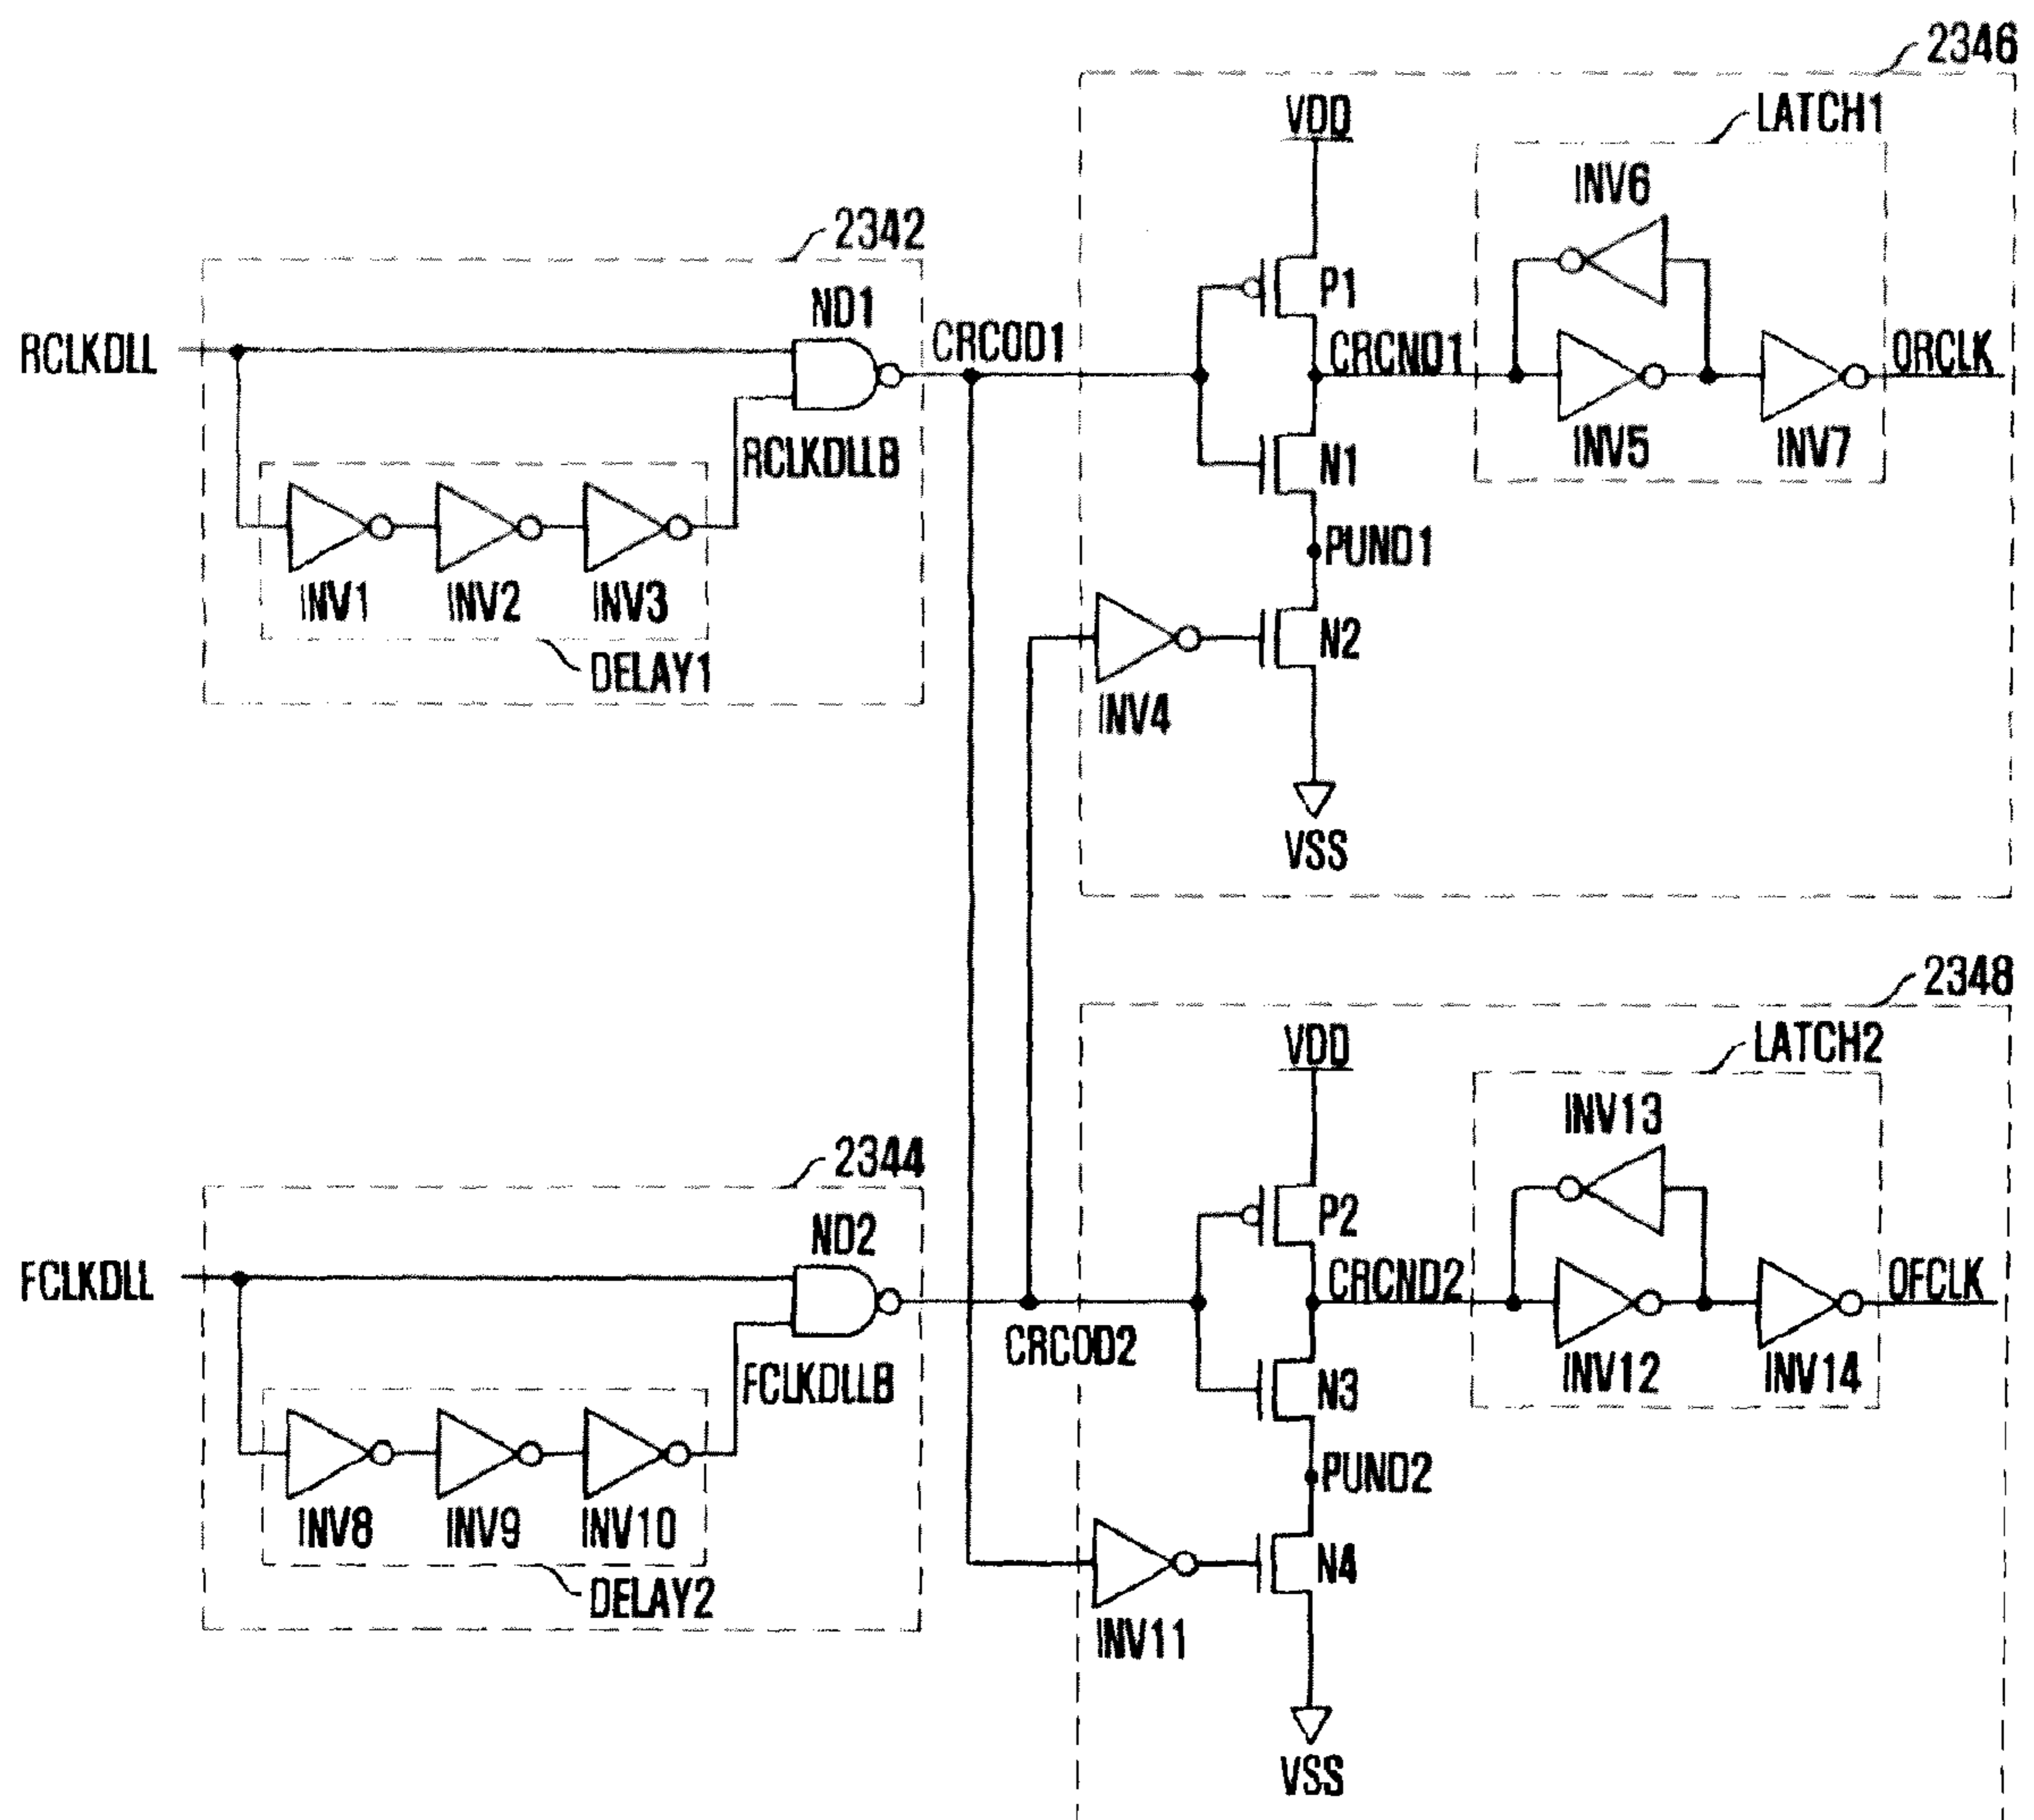 2346
VDD
LATCH1
INV6
2342
P1
ND1
CRCOD1
CRCND1
ORCLK
RCLKDLL
RCLKDLLB
N1
INV5
INV7
PUND1
INV1
INV2
INV3
N2
DELAY1
INV4
VSS
2348
VDD
LATCH2
INV13
2344
P2
ND2
FCLKDLL
CRCND2
OFCLK
CRCOD2
FCLKDLLB
N3
INV12
INV14
PUND2
INV8
INV9
INV10
N4
DELAY2
INV11
VSS